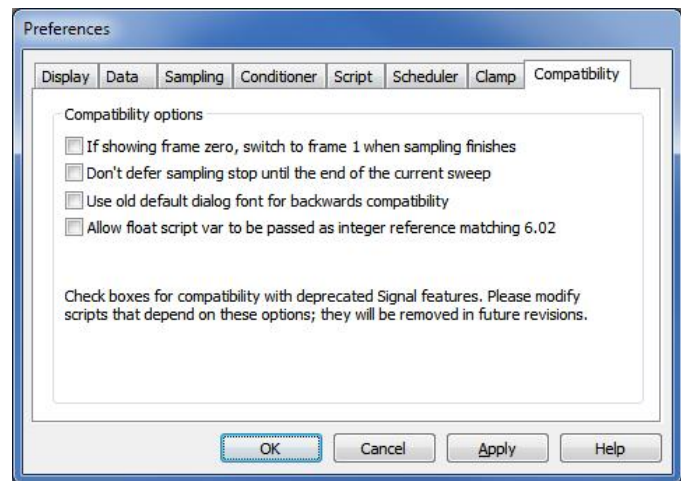 Preferences
Display Data Sampling Conditioner Script Scheduler Clamp Compatibility
Compatibility options
If showing frame zero, switch to frame 1 when sampling finishes
Don't defer sampling stop until the end of the current sweep
Use old default dialog font for backwards compatibility
Allow float script var to be passed as integer reference matching 6.02
Check boxes for compatibility with deprecated Signal features. Please modify
scripts that depend on these options; they will be removed in future revisions.
OK Cancel Apply Help